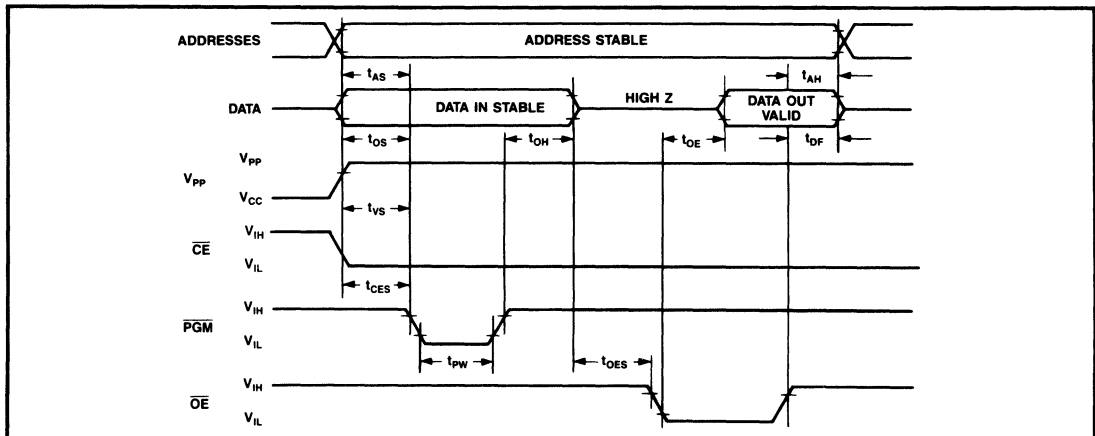 ADDRESSES
ADDRESS STABLE
tAS
tAH
DATA
DATA IN STABLE
HIGH Z
DATA OUT
VALID
tOS
tOH
tOE
tDF
VPP
VPP
VCC
tVS
CE
VIH
VIL
tCES
PGM
VIH
VIL
tPW
tOES
OE
VIH
VIL